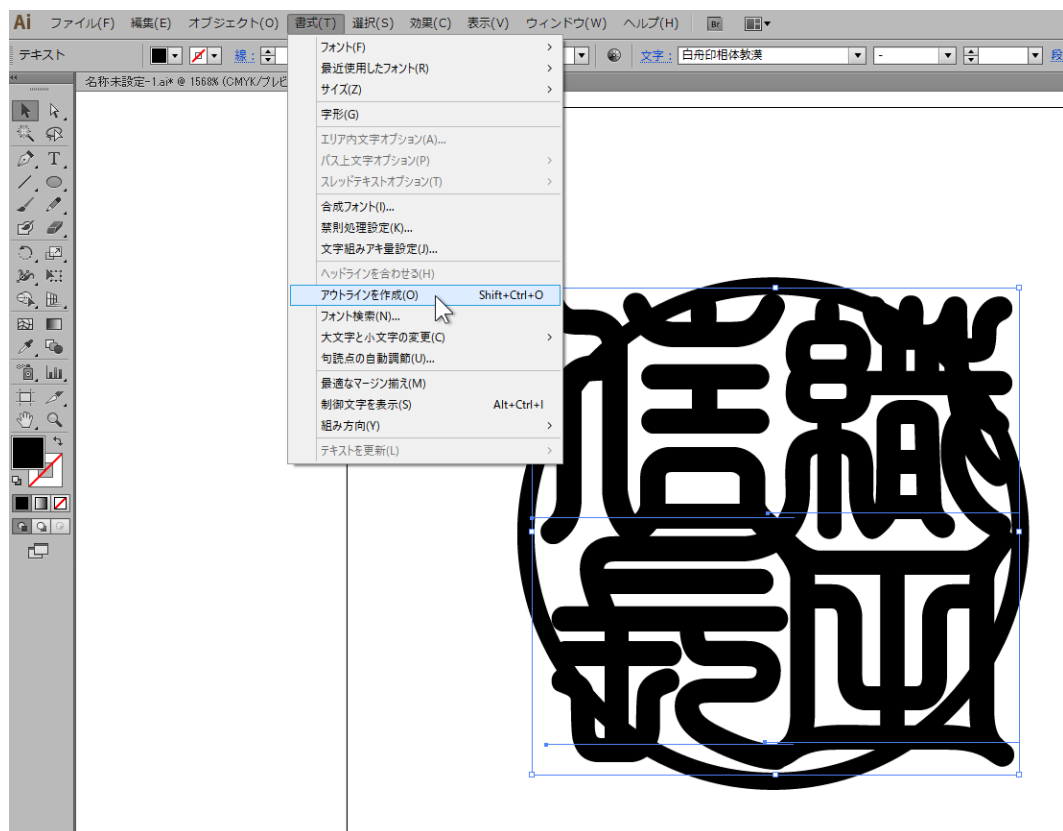 Ai ファイル(F) 編集(E) オブジェクト(O) 書式(T) 選択(S) 効果(C) 表示(V) ウィンドウ(W) ヘルプ(H) Br
テキスト 線: 文字: 白舟印相体教漢 - 段
名称未設定-1.ai* @ 1568% (CMYK/プレビ
フォント(F)
最近使用したフォント(R)
サイズ(Z)
字形(G)
エリア内文字オプション(A)...
パス上文字オプション(P)
スレッドテキストオプション(T)
合成フォント(I)...
禁則処理設定(K)...
文字組みアキ量設定(J)...
ヘッドラインを合わせる(H)
アウトラインを作成(O) Shift+Ctrl+O
フォント検索(N)...
大文字と小文字の変更(C)
句読点の自動調節(U)...
最適なマージン揃え(M)
制御文字を表示(S) Alt+Ctrl+I
組み方向(Y)
テキストを更新(L)
織田
信長